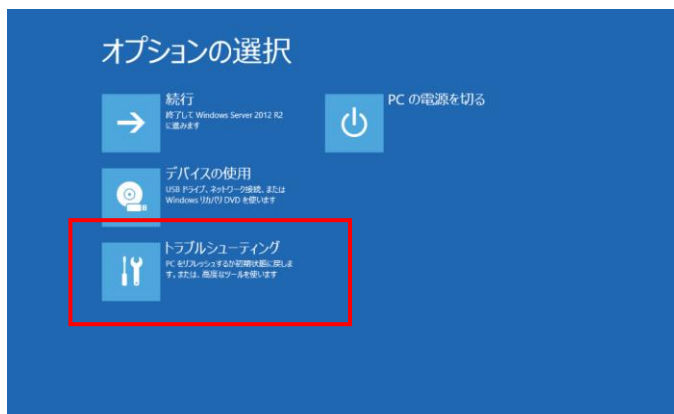 オプションの選択
続行
終了して Windows Server 2012 R2
に進みます
PC の電源を切る
デバイスの使用
USB ドライブ、ネットワーク接続、または
Windows リカバリ DVD を使います
トラブルシューティング
PC をリフレッシュするか初期状態に戻しま
す。または、高度なツールを使います